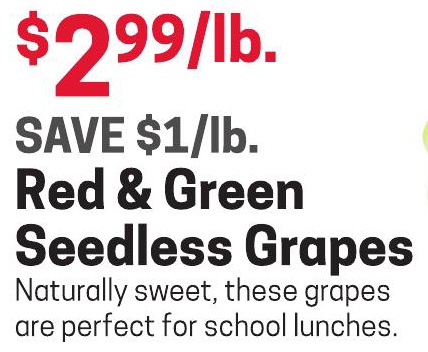 $2.99/lb.
SAVE $1/lb.
Red & Green
Seedless Grapes
Naturally sweet, these grapes
are perfect for school lunches.